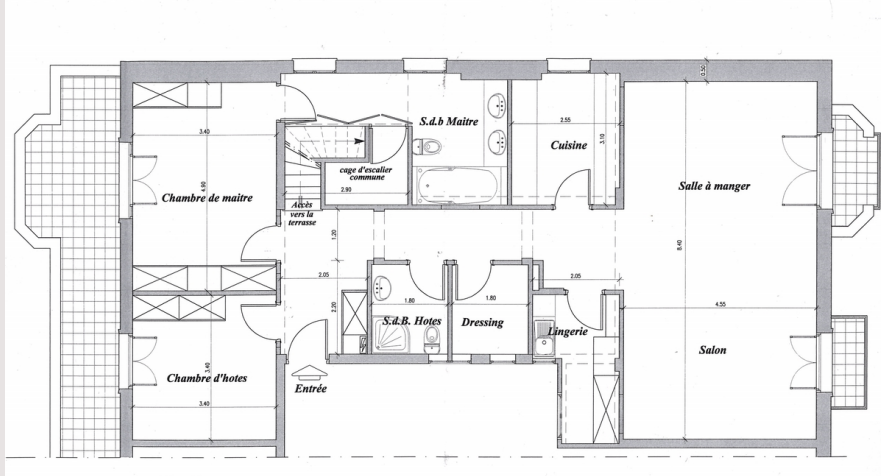 0.50
3.40
S.d.b Maitre
2.55
3.10
Cuisine
cage d'escalier
commune
2.90
Chambre de maitre
4.90
Salle à manger
Accès
vers la
terrasse
1.20
8.40
2.05
2.05
2.20
1.80
1.80
4.55
S.d.B. Hotes
Dressing
Lingerie
Salon
3.40
Chambre d'hotes
3.40
Entrée